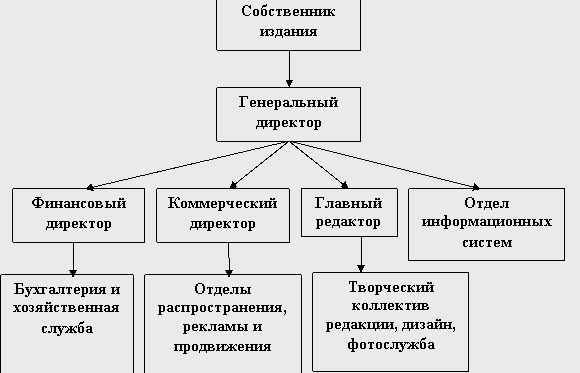 Собственник
издания
Генеральный
директор
Финансовый
директор
Коммерческий
директор
Главный
редактор
Отдел
информационных
систем
Бухгалтерия и
хозяйственная
служба
Отделы
распространения,
рекламы и
продвижения
Творческий
коллектив
редакции, дизайн,
фотослужба